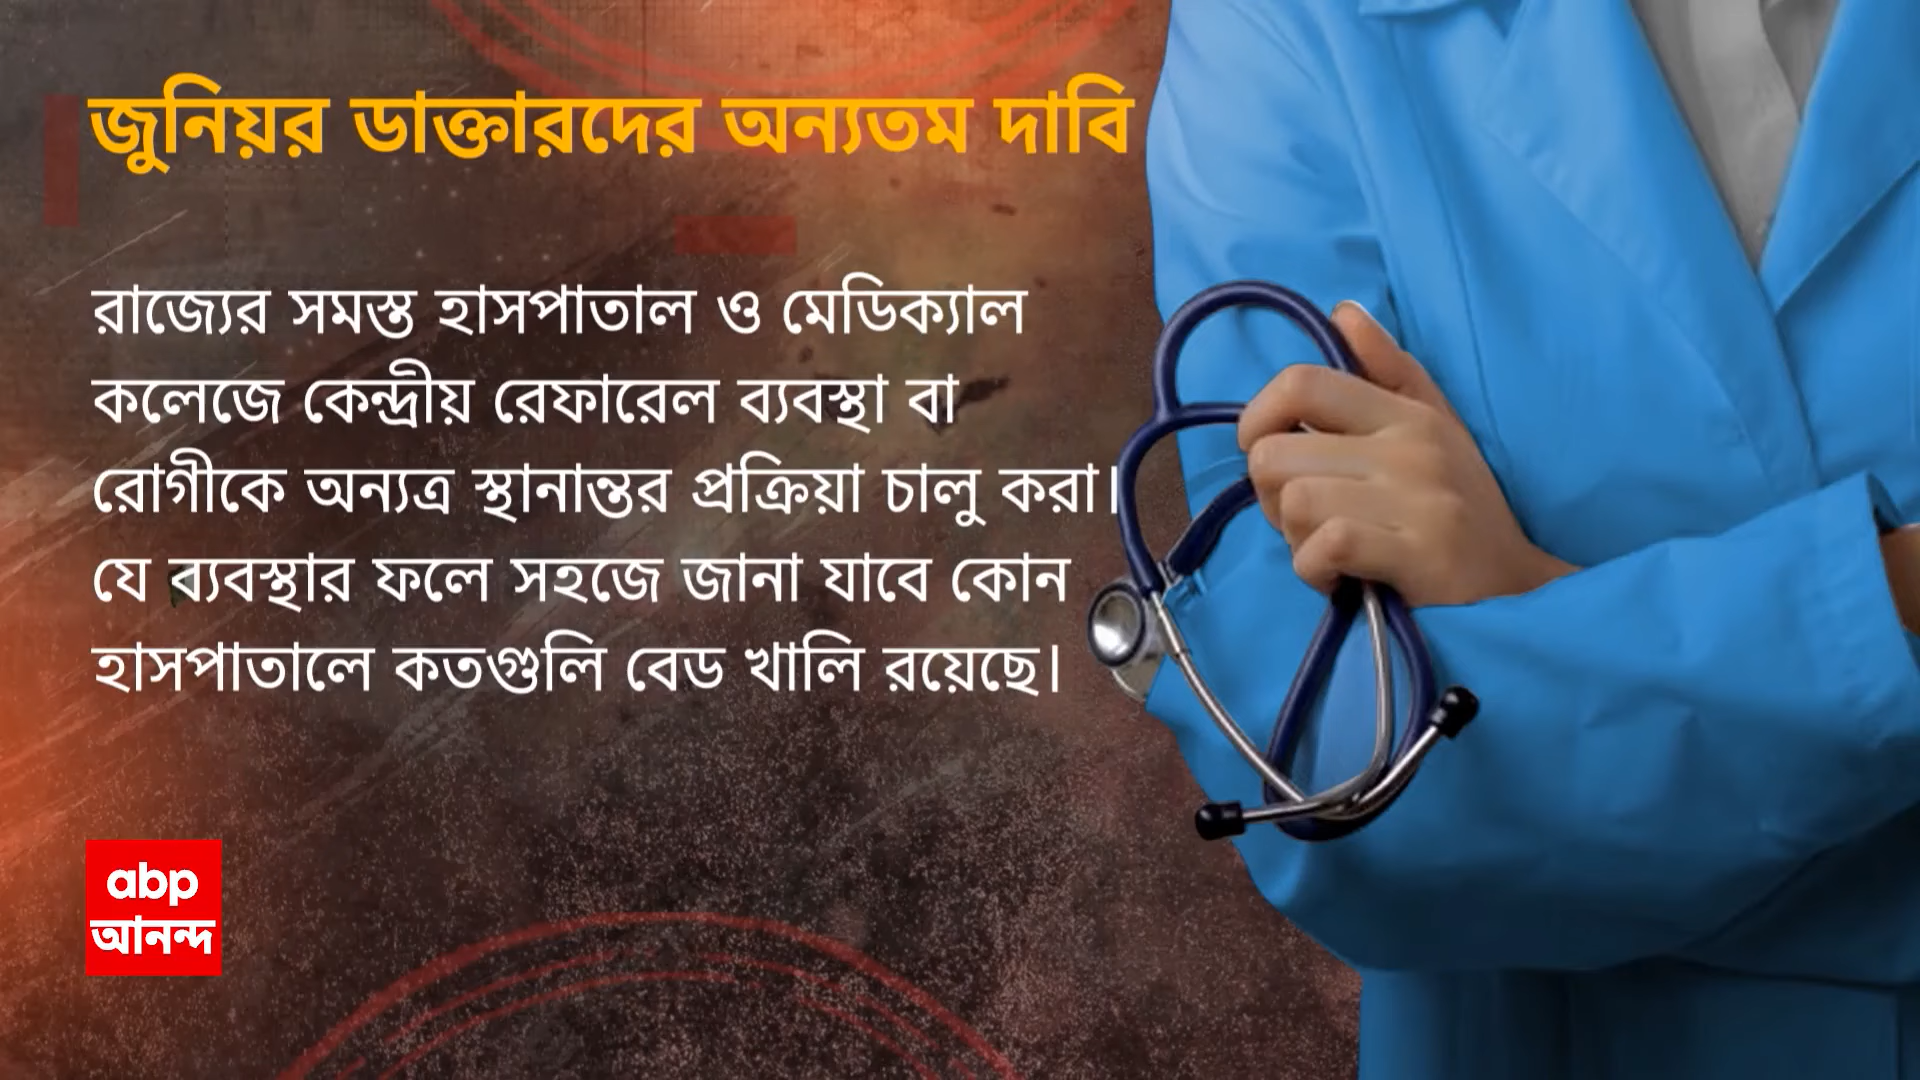 জুনিয়র ডাক্তারদের অন্যতম দাবি
রাজ্যের সমস্ত হাসপাতাল ও মেডিক্যাল
কলেজে কেন্দ্রীয় রেফারেল ব্যবস্থা বা
রোগীকে অন্যত্র স্থানান্তর প্রক্রিয়া চালু করা।
যে ব্যবস্থার ফলে সহজে জানা যাবে কোন
হাসপাতালে কতগুলি বেড খালি রয়েছে।
abp
আনন্দ